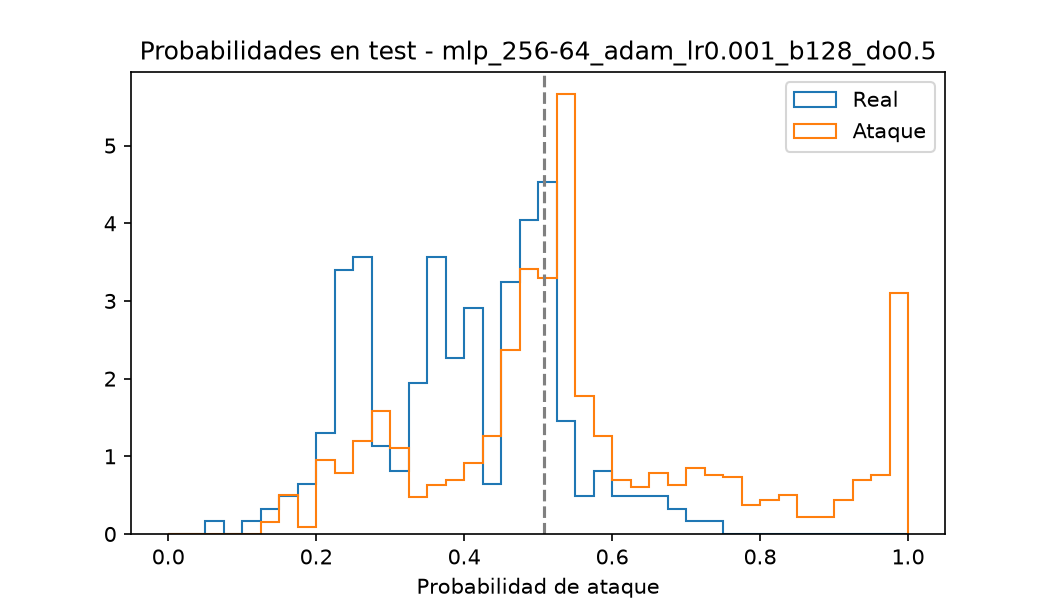 Probabilidades en test - mlp_256-64_adam_lr0.001_b128_do0.5
Real
Ataque
5
4
3
2
1
0
0.0 0.2 0.4 0.6 0.8 1.0
Probabilidad de ataque